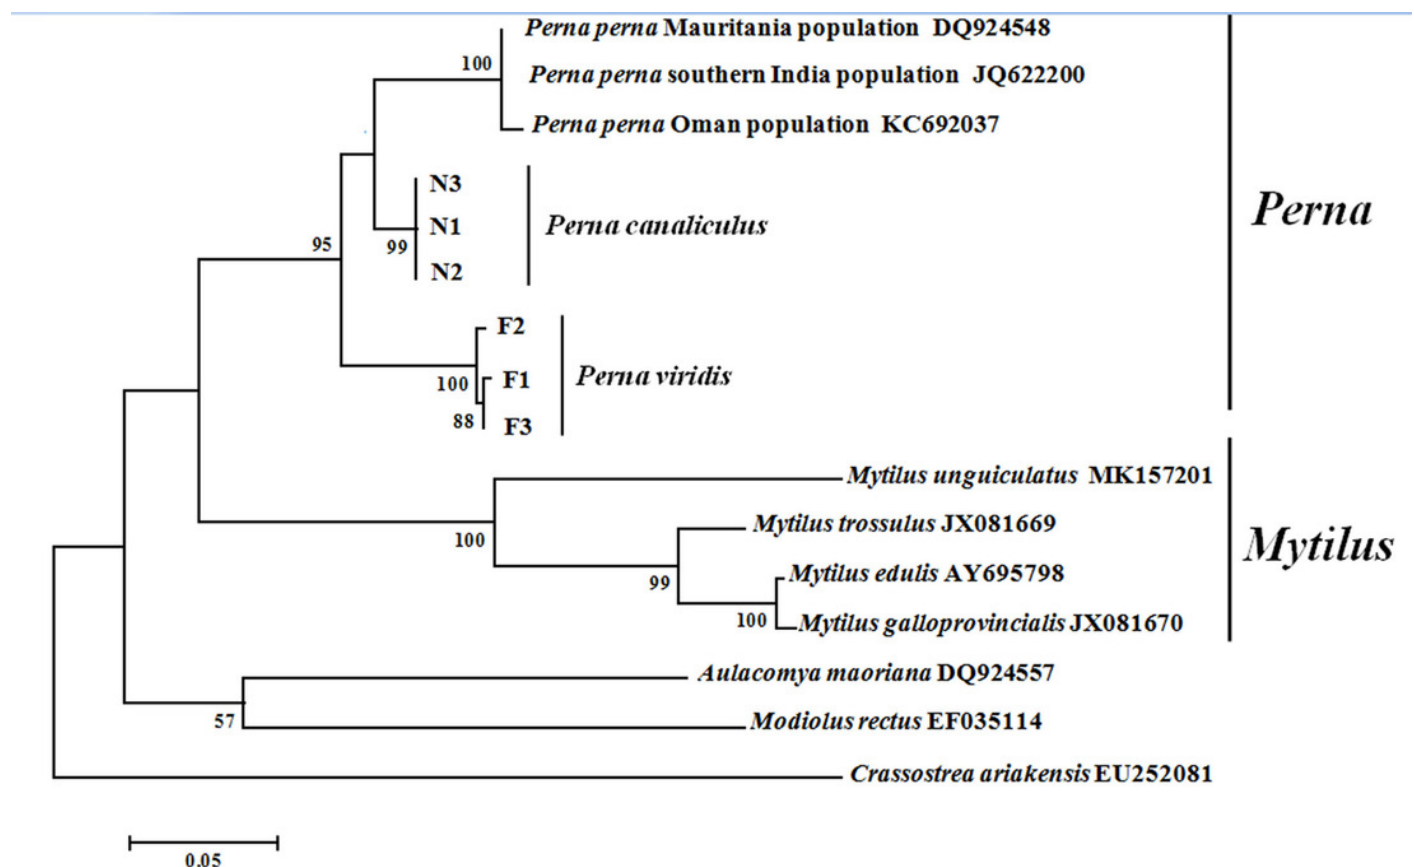 Perna perna Mauritania population DQ924548
100
Perna perna southern India population JQ622200
Perna perna Oman population KC692037
N3
Perna
N1
Perna canaliculus
95
99
N2
F2
Perna viridis
100
F1
88
F3
Mytilus unguiculatus MK157201
Mytilus trossulus JX081669
100
Mytilus
99
Mytilus edulis AY695798
100
Mytilus galloprovincialis JX081670
Aulacomya maoriana DQ924557
57
Modiolus rectus EF035114
Crassostrea ariakensis EU252081
0.05